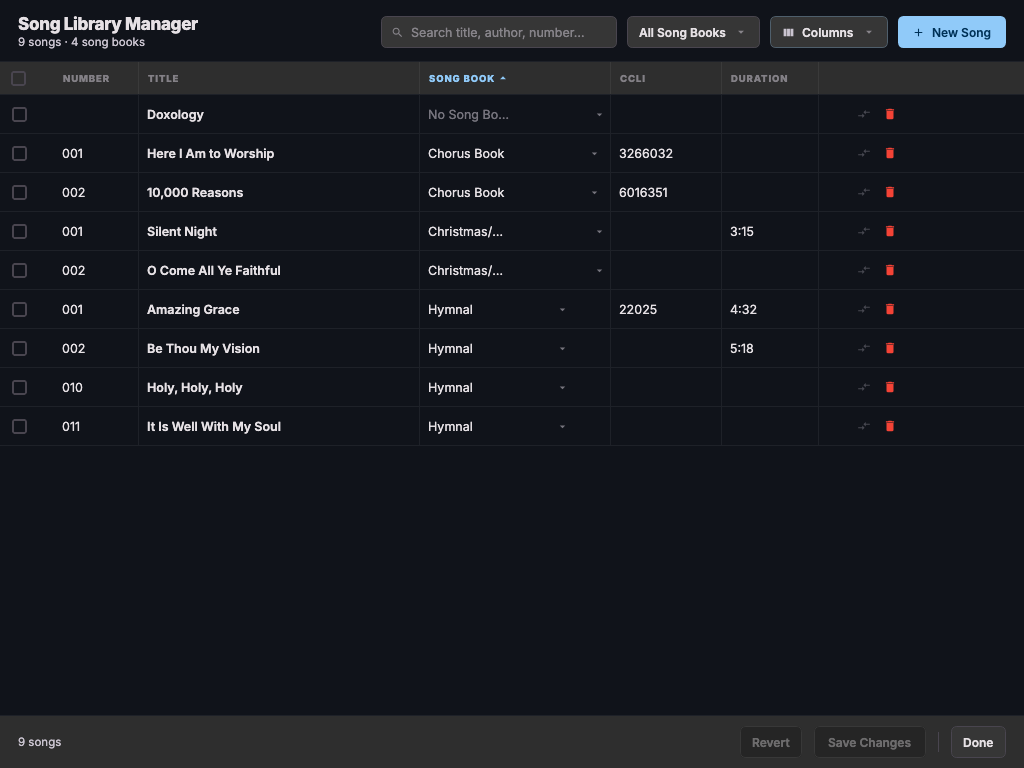 Song Library Manager
9 songs · 4 song books
Search title, author, number...
All Song Books
Columns
+ New Song
NUMBER TITLE SONG BOOK CCLI DURATION
Doxology No Song Bo...
001 Here I Am to Worship Chorus Book 3266032
002 10,000 Reasons Chorus Book 6016351
001 Silent Night Christmas/... 3:15
002 O Come All Ye Faithful Christmas/...
001 Amazing Grace Hymnal 22025 4:32
002 Be Thou My Vision Hymnal 5:18
010 Holy, Holy, Holy Hymnal
011 It Is Well With My Soul Hymnal
9 songs
Revert
Save Changes
Done